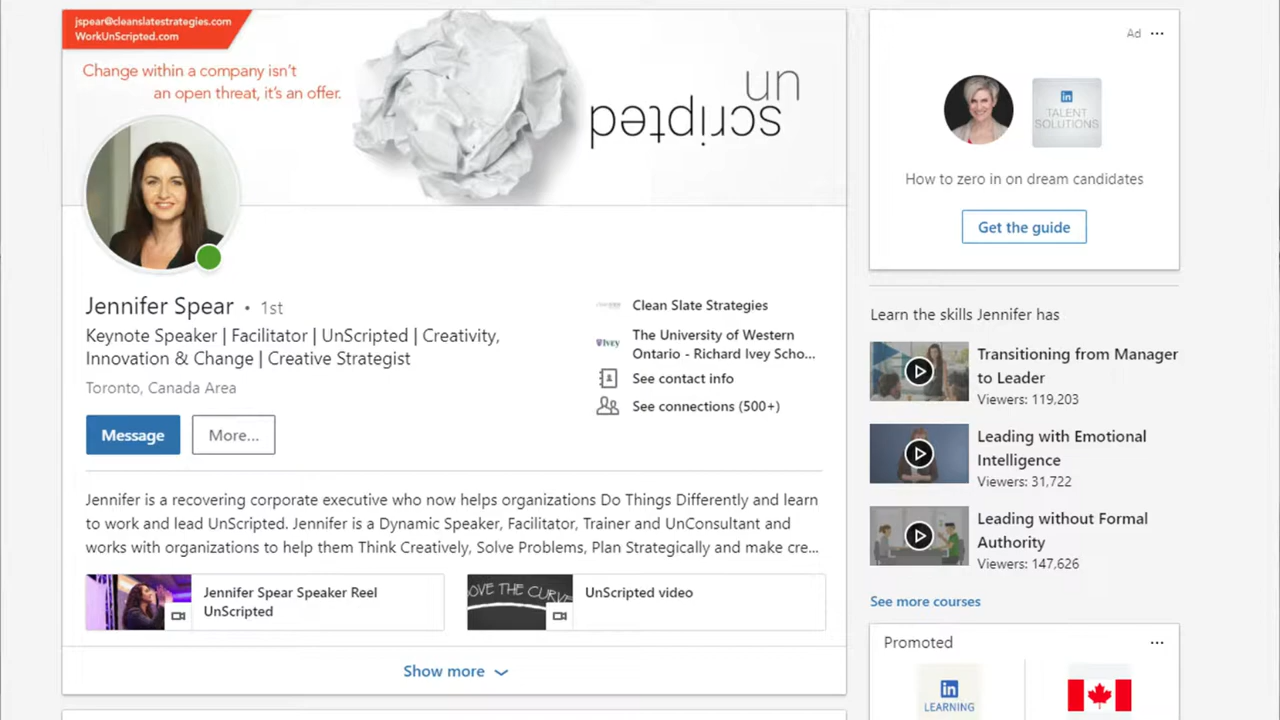 jspear@cleanslatestrategies.com
WorkUnScripted.com
Change within a company isn't
an open threat, it's an offer.
un
scripted
Jennifer Spear • 1st
Keynote Speaker | Facilitator | UnScripted | Creativity,
Innovation & Change | Creative Strategist
Toronto, Canada Area
Message
More...
Clean Slate Strategies
Ivey
The University of Western
Ontario - Richard Ivey Scho...
See contact info
See connections (500+)
Jennifer is a recovering corporate executive who now helps organizations Do Things Differently and learn
to work and lead UnScripted. Jennifer is a Dynamic Speaker, Facilitator, Trainer and UnConsultant and
works with organizations to help them Think Creatively, Solve Problems, Plan Strategically and make cre...
Jennifer Spear Speaker Reel
UnScripted
OVE THE CURVE
UnScripted video
Show more
Ad ...
in
TALENT
SOLUTIONS
How to zero in on dream candidates
Get the guide
Learn the skills Jennifer has
Transitioning from Manager
to Leader
Viewers: 119,203
Leading with Emotional
Intelligence
Viewers: 31,722
Leading without Formal
Authority
Viewers: 147,626
See more courses
Promoted ...
in
LEARNING